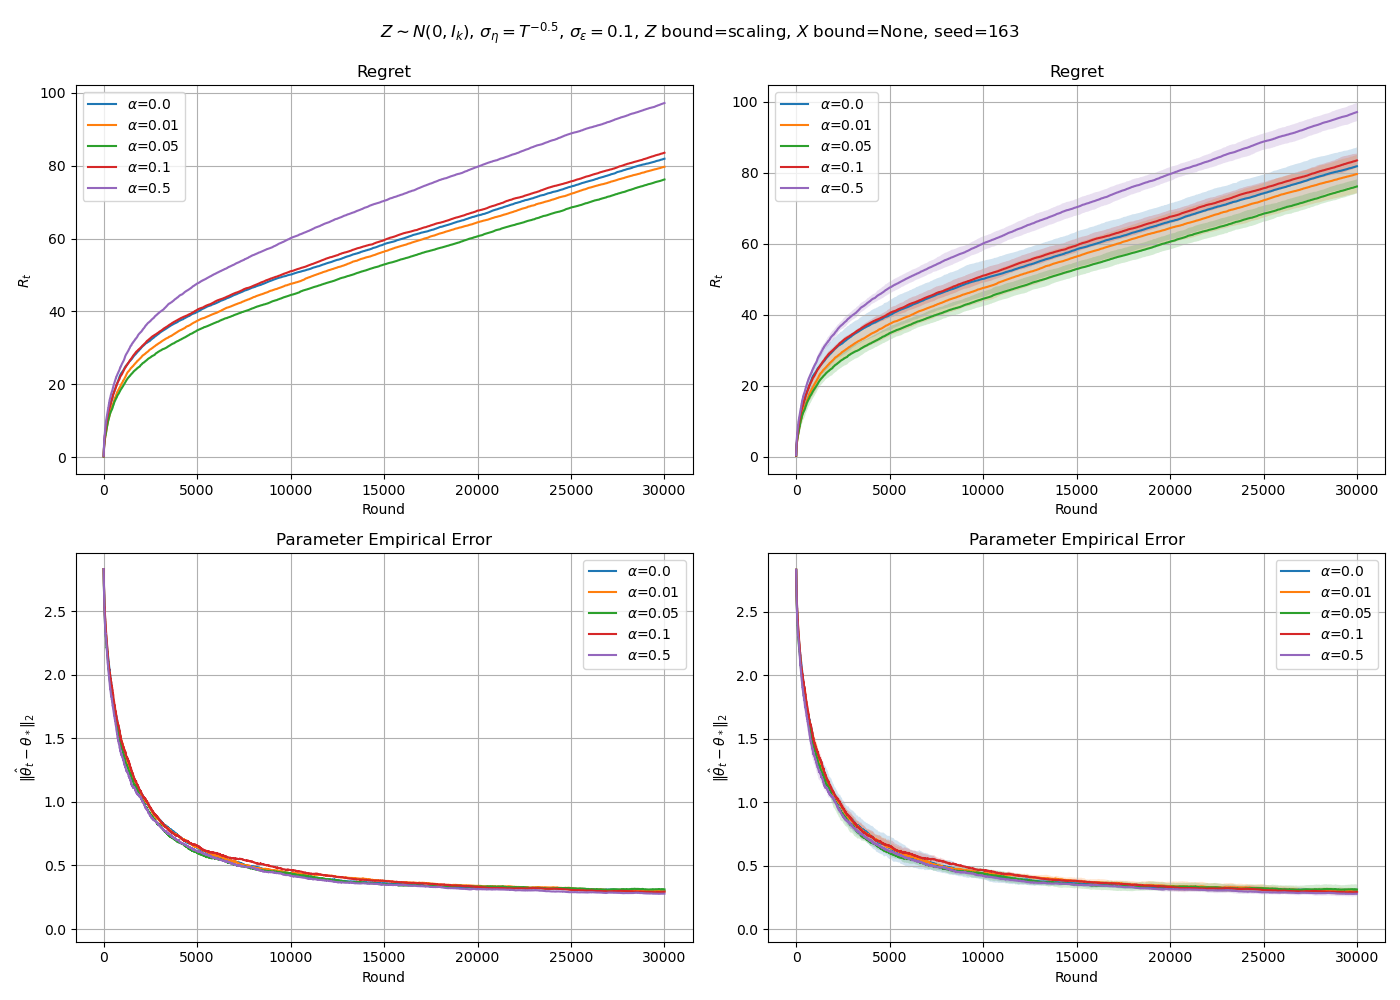 Z ∼ N(0, I_k), σ_η = T^{−0.5}, σ_ε = 0.1, Z bound=scaling, X bound=None, seed=163
Regret
100
80
60
40
20
0
R_t
α=0.0
α=0.01
α=0.05
α=0.1
α=0.5
0 5000 10000 15000 20000 25000 30000
Round
Regret
100
80
60
40
20
0
R_t
α=0.0
α=0.01
α=0.05
α=0.1
α=0.5
0 5000 10000 15000 20000 25000 30000
Round
Parameter Empirical Error
2.5
2.0
1.5
1.0
0.5
0.0
‖θ̂_t − θ_*‖_2
α=0.0
α=0.01
α=0.05
α=0.1
α=0.5
0 5000 10000 15000 20000 25000 30000
Round
Parameter Empirical Error
2.5
2.0
1.5
1.0
0.5
0.0
‖θ̂_t − θ_*‖_2
α=0.0
α=0.01
α=0.05
α=0.1
α=0.5
0 5000 10000 15000 20000 25000 30000
Round